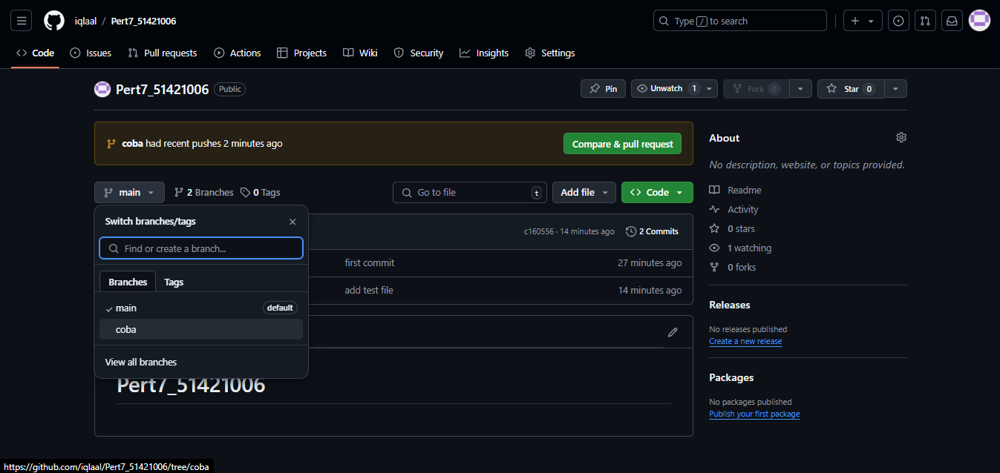 iqlaal / Pert7_51421006
Type / to search
Code Issues Pull requests Actions Projects Wiki Security Insights Settings
Pert7_51421006 Public
Pin Unwatch 1 Fork 0 Star 0
coba had recent pushes 2 minutes ago
Compare & pull request
main 2 Branches 0 Tags
Go to file t
Add file
Code
Switch branches/tags
Find or create a branch...
Branches Tags
main default
coba
View all branches
c160556 · 14 minutes ago 2 Commits
first commit 27 minutes ago
add test file 14 minutes ago
Pert7_51421006
About
No description, website, or topics provided.
Readme
Activity
0 stars
1 watching
0 forks
Releases
No releases published
Create a new release
Packages
No packages published
Publish your first package
https://github.com/iqlaal/Pert7_51421006/tree/coba